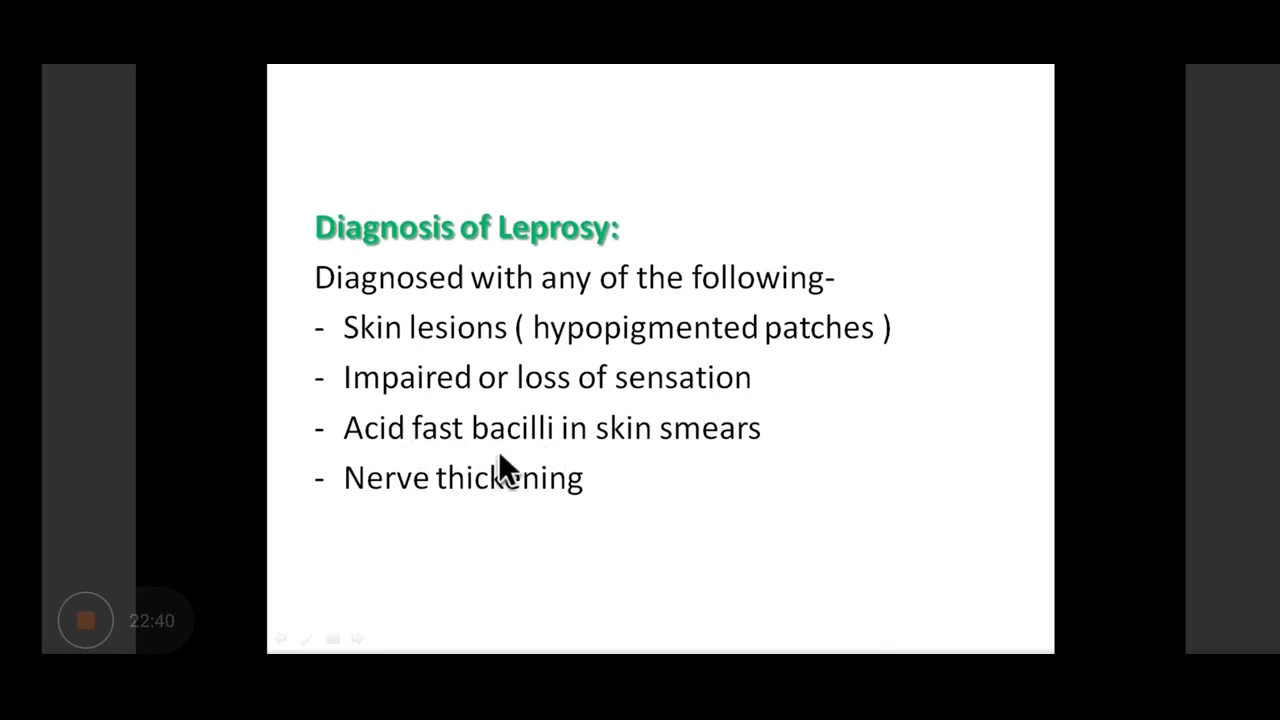 Diagnosis of Leprosy:
Diagnosed with any of the following-
- Skin lesions ( hypopigmented patches )
- Impaired or loss of sensation
- Acid fast bacilli in skin smears
- Nerve thickening
22:40